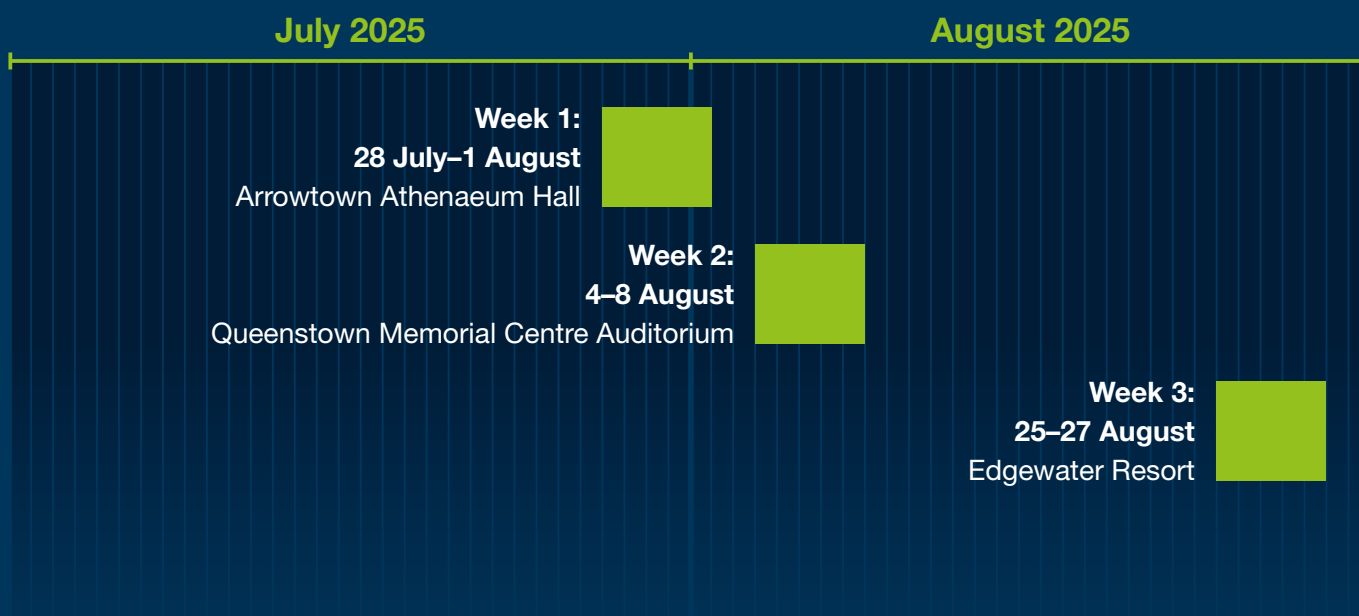 July 2025
August 2025
Week 1:
28 July–1 August
Arrowtown Athenaeum Hall
Week 2:
4–8 August
Queenstown Memorial Centre Auditorium
Week 3:
25–27 August
Edgewater Resort